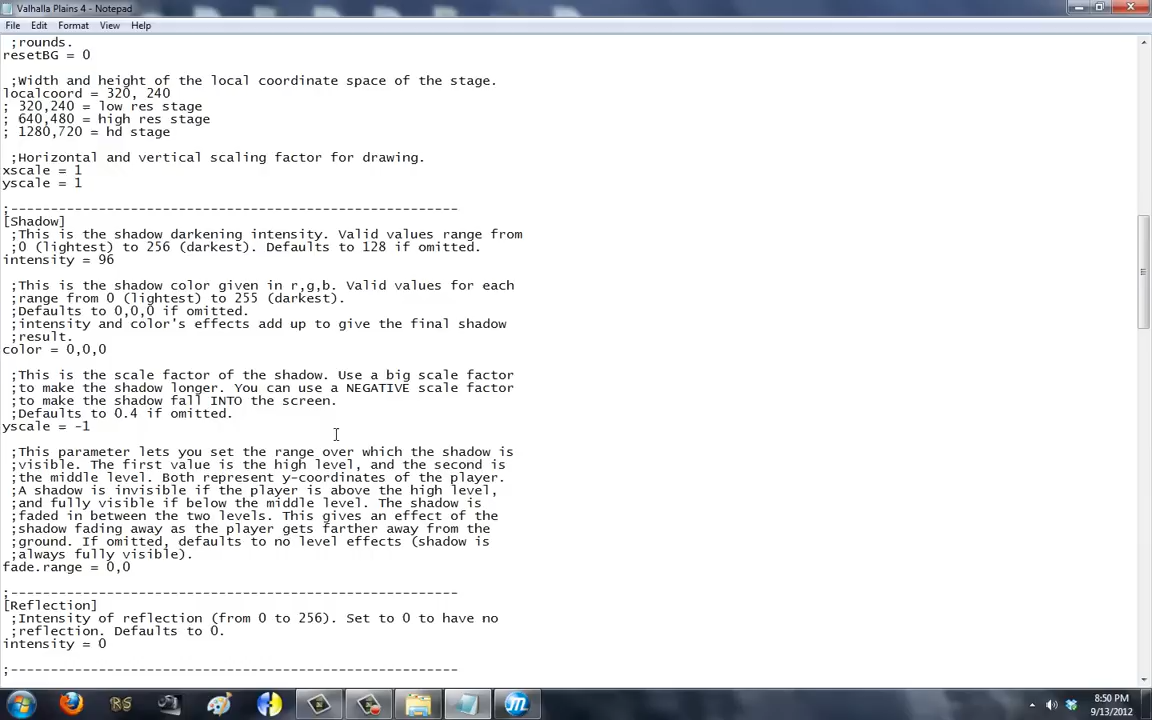 Valhalla Plains 4 - Notepad
File Edit Format View Help
;rounds.
resetBG = 0
;Width and height of the local coordinate space of the stage.
localcoord = 320, 240
; 320,240 = low res stage
; 640,480 = high res stage
; 1280,720 = hd stage
;Horizontal and vertical scaling factor for drawing.
xscale = 1
yscale = 1
;--------------------------------------------------------
[Shadow]
;This is the shadow darkening intensity. Valid values range from
;0 (lightest) to 256 (darkest). Defaults to 128 if omitted.
intensity = 96
;This is the shadow color given in r,g,b. Valid values for each
;range from 0 (lightest) to 255 (darkest).
;Defaults to 0,0,0 if omitted.
;intensity and color's effects add up to give the final shadow
;result.
color = 0,0,0
;This is the scale factor of the shadow. Use a big scale factor
;to make the shadow longer. You can use a NEGATIVE scale factor
;to make the shadow fall INTO the screen.
;Defaults to 0.4 if omitted.
yscale = -1
;This parameter lets you set the range over which the shadow is
;visible. The first value is the high level, and the second is
;the middle level. Both represent y-coordinates of the player.
;A shadow is invisible if the player is above the high level,
;and fully visible if below the middle level. The shadow is
;faded in between the two levels. This gives an effect of the
;shadow fading away as the player gets farther away from the
;ground. If omitted, defaults to no level effects (shadow is
;always fully visible).
fade.range = 0,0
;--------------------------------------------------------
[Reflection]
;Intensity of reflection (from 0 to 256). Set to 0 to have no
;reflection. Defaults to 0.
intensity = 0
;--------------------------------------------------------
RS
8:50 PM
9/13/2012